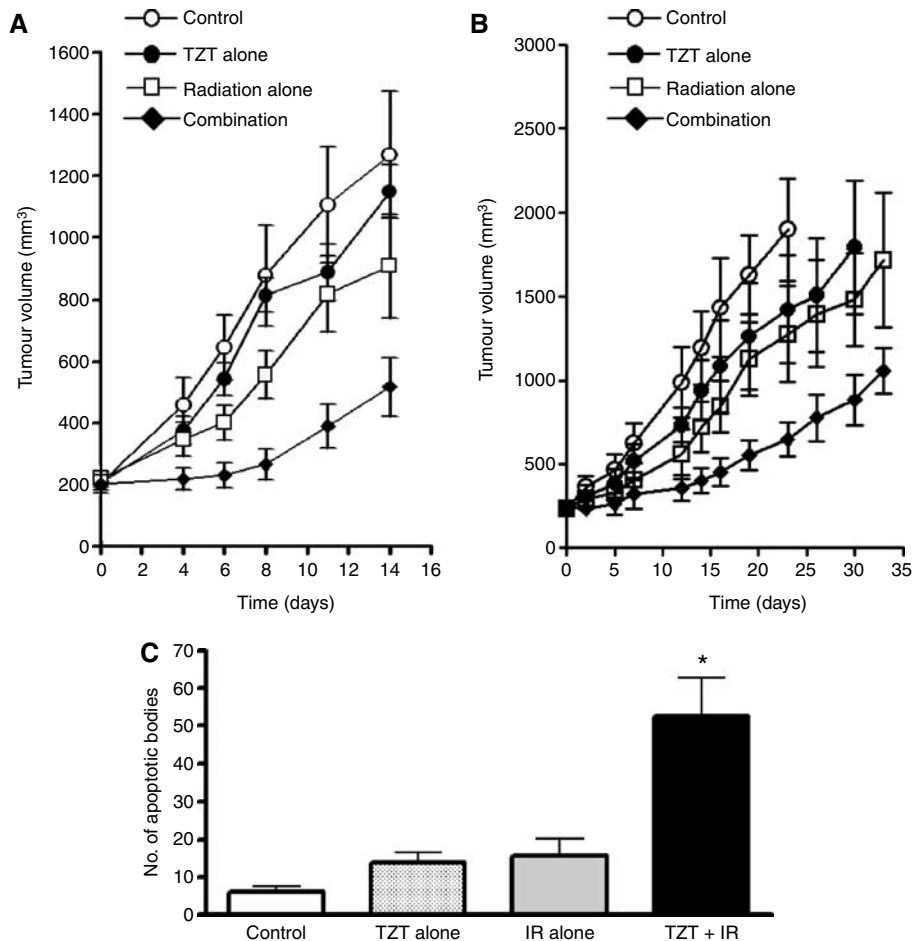 A
Control
TZT alone
Radiation alone
Combination
1600
1400
1200
1000
800
600
400
200
0
Tumour volume (mm³)
0 2 4 6 8 10 12 14 16
Time (days)
B
Control
TZT alone
Radiation alone
Combination
3000
2500
2000
1500
1000
500
0
Tumour volume (mm³)
0 5 10 15 20 25 30 35
Time (days)
C
70
60
50
40
30
20
10
0
No. of apoptotic bodies
*
Control TZT alone IR alone TZT + IR